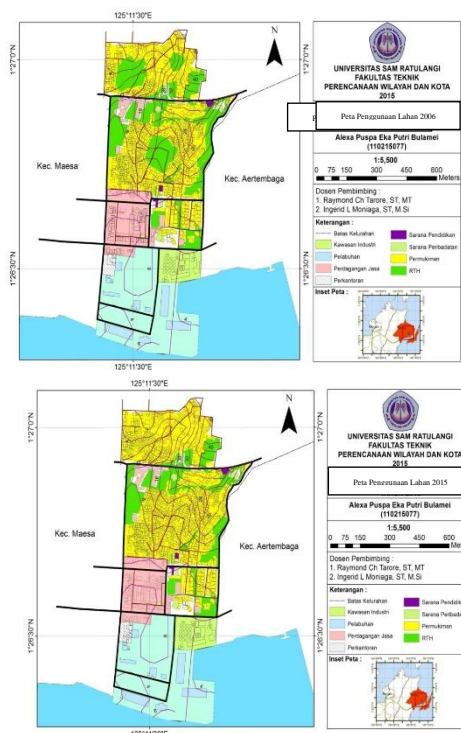 125°11'30"E
N
1°27'0"N
1°26'30"N
Kec. Maesa
Kec. Aertembaga
125°11'30"E
UNIVERSITAS SAM RATULANGI
FAKULTAS TEKNIK
PERENCANAAN WILAYAH DAN KOTA
2015
Peta Penggunaan Lahan 2006
Alexa Puspa Eka Putri Bulamei
(110215077)
1:5,500
0 75 150 300 450 600
Meters
Dosen Pembimbing :
1. Raymond Ch Tarore, ST, MT
2. Ingerid L Moniaga, ST, M.Si
Keterangan :
Batas Kelurahan
Kawasan Industri
Pelabuhan
Perdagangan Jasa
Perkantoran
Sarana Pendidikan
Sarana Peribadatan
Permukiman
RTH
Inset Peta :
125°11'30"E
N
1°27'0"N
1°26'30"N
Kec. Maesa
Kec. Aertembaga
125°11'30"E
UNIVERSITAS SAM RATULANGI
FAKULTAS TEKNIK
PERENCANAAN WILAYAH DAN KOTA
2015
Peta Penggunaan Lahan 2015
Alexa Puspa Eka Putri Bulamei
(110215077)
1:5,500
0 75 150 300 450 600
Dosen Pembimbing :
1. Raymond Ch Tarore, ST, MT
2. Ingerid L Moniaga, ST, M.Si
Keterangan :
Batas Kelurahan
Kawasan Industri
Pelabuhan
Perdagangan Jasa
Perkantoran
Sarana Pendidik
Sarana Peribada
Permukiman
RTH
Inset Peta :